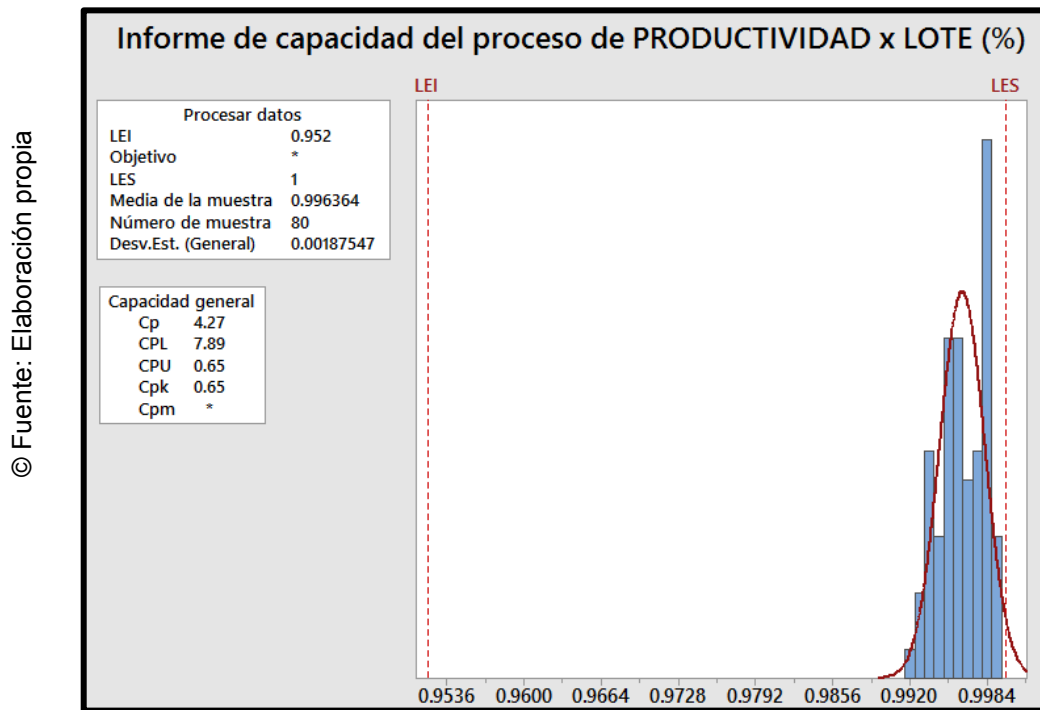 Informe de capacidad del proceso de PRODUCTIVIDAD x LOTE (%)
LEI
LES
Procesar datos
LEI 0.952
Objetivo *
LES 1
Media de la muestra 0.996364
Número de muestra 80
Desv.Est. (General) 0.00187547
Capacidad general
Cp 4.27
CPL 7.89
CPU 0.65
Cpk 0.65
Cpm *
0.9536 0.9600 0.9664 0.9728 0.9792 0.9856 0.9920 0.9984
© Fuente: Elaboración propia